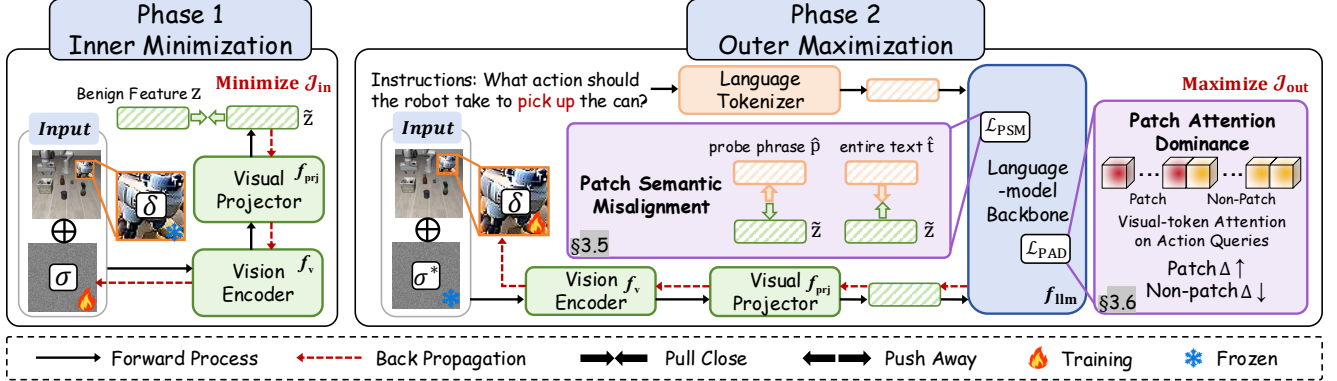 Phase 1
Inner Minimization
Minimize 𝒥in
Benign Feature Z
z̃
Input
δ
σ
Visual
Projector
fprj
Vision
Encoder
fv
Phase 2
Outer Maximization
Instructions: What action should
the robot take to pick up the can?
Language
Tokenizer
Maximize 𝒥out
Input
δ
σ*
Patch Semantic
Misalignment
§3.5
probe phrase p̂
z̃
entire text t̂
z̃
Vision fv
Encoder
Visual fprj
Projector
ℒPSM
Language
-model
Backbone
ℒPAD
fllm
Patch Attention
Dominance
... ...
Patch Non-Patch
Visual-token Attention
on Action Queries
Patch Δ ↑
Non-patch Δ ↓
§3.6
Forward Process
Back Propagation
Pull Close
Push Away
Training
Frozen